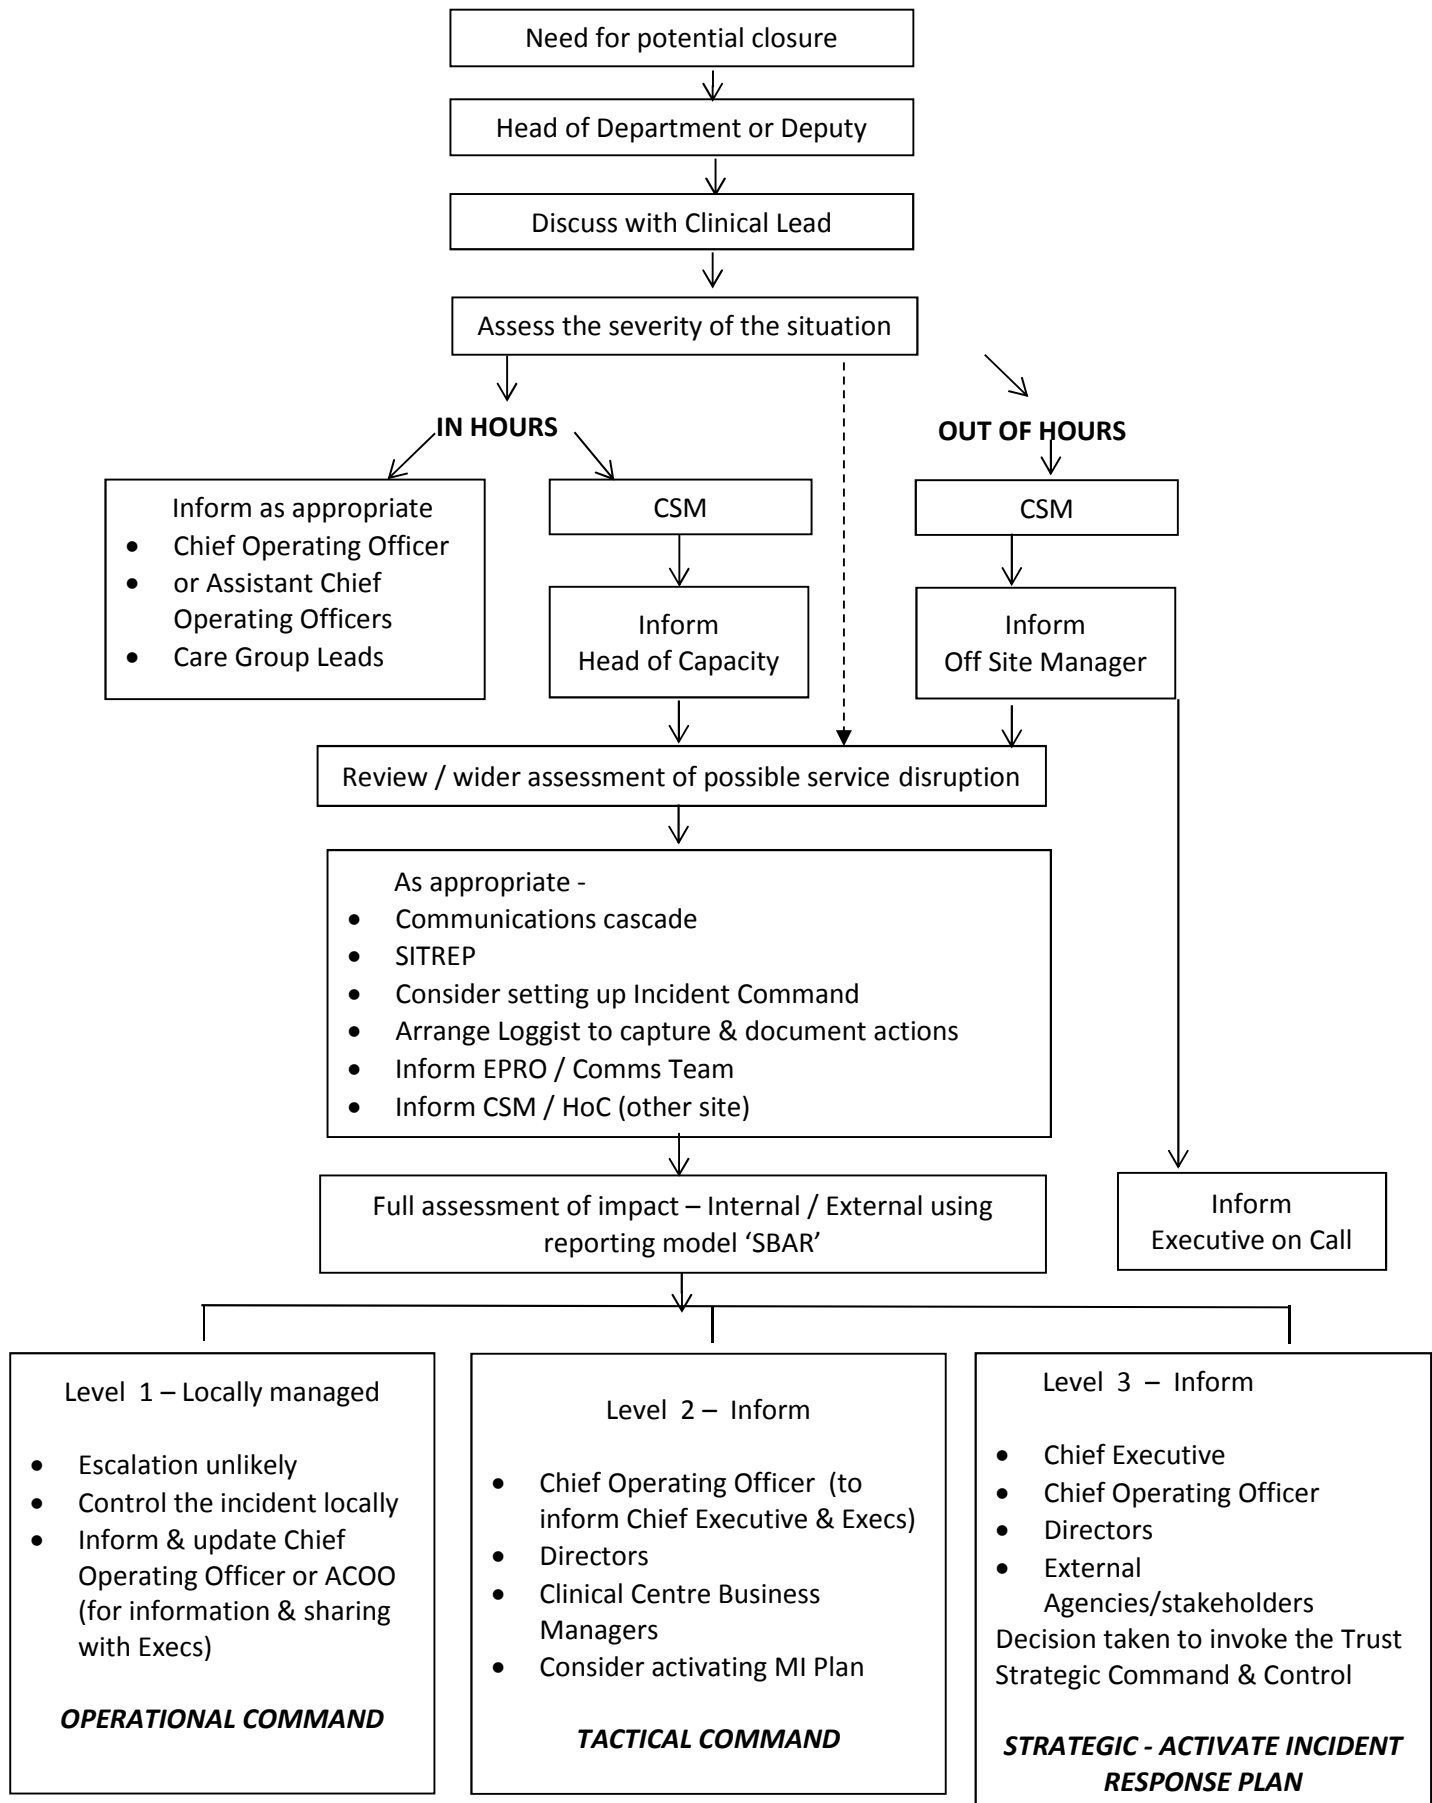 Need for potential closure
Head of Department or Deputy
Discuss with Clinical Lead
Assess the severity of the situation
IN HOURS
OUT OF HOURS
Inform as appropriate
• Chief Operating Officer
• or Assistant Chief
Operating Officers
• Care Group Leads
CSM
CSM
Inform
Head of Capacity
Inform
Off Site Manager
Review / wider assessment of possible service disruption
As appropriate -
• Communications cascade
• SITREP
• Consider setting up Incident Command
• Arrange Loggist to capture & document actions
• Inform EPRO / Comms Team
• Inform CSM / HoC (other site)
Full assessment of impact – Internal / External using
reporting model ‘SBAR’
Inform
Executive on Call
Level 1 – Locally managed
• Escalation unlikely
• Control the incident locally
• Inform & update Chief
Operating Officer or ACOO
(for information & sharing
with Execs)
OPERATIONAL COMMAND
Level 2 – Inform
• Chief Operating Officer (to
inform Chief Executive & Execs)
• Directors
• Clinical Centre Business
Managers
• Consider activating MI Plan
TACTICAL COMMAND
Level 3 – Inform
• Chief Executive
• Chief Operating Officer
• Directors
• External
Agencies/stakeholders
Decision taken to invoke the Trust
Strategic Command & Control
STRATEGIC - ACTIVATE INCIDENT
RESPONSE PLAN